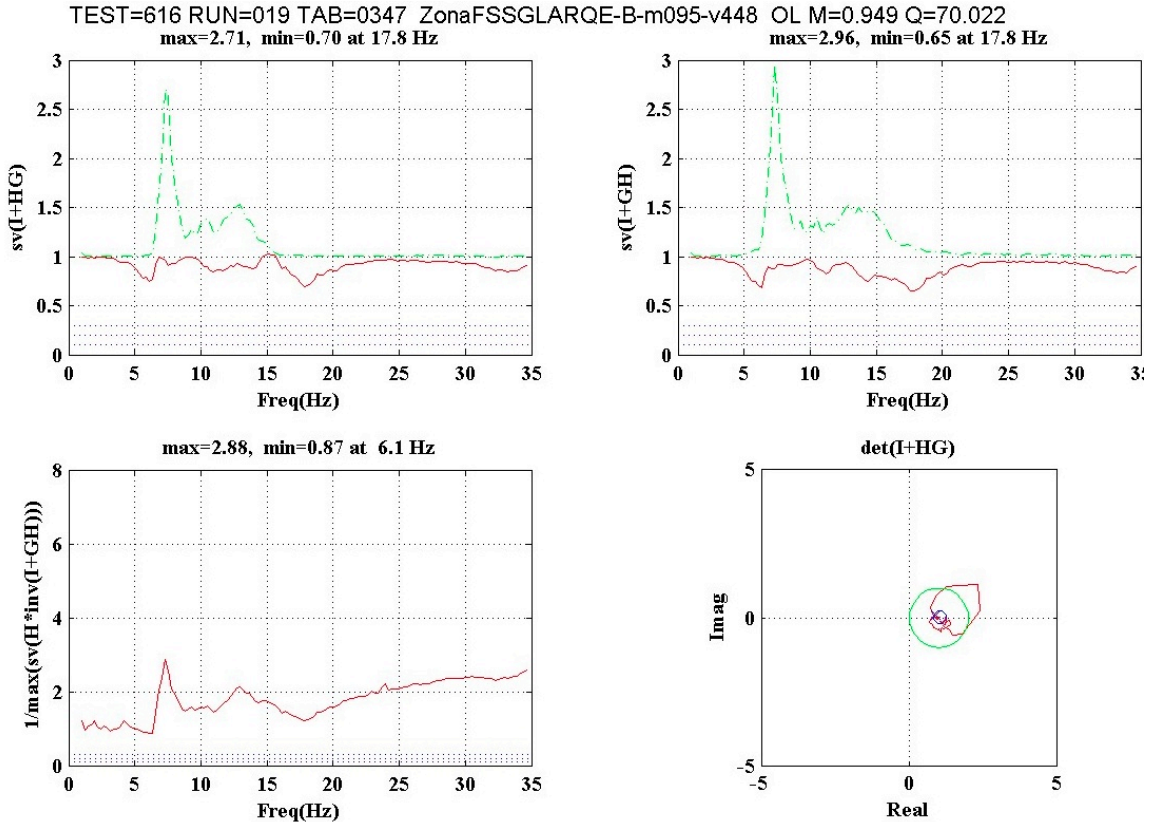 TEST=616 RUN=019 TAB=0347 ZonaFSSGLARQE-B-m095-v448 OL M=0.949 Q=70.022
max=2.71, min=0.70 at 17.8 Hz
3
2.5
2
1.5
1
0.5
0
sv(I+HG)
0 5 10 15 20 25 30 35
Freq(Hz)
max=2.96, min=0.65 at 17.8 Hz
3
2.5
2
1.5
1
0.5
0
sv(I+GH)
0 5 10 15 20 25 30 35
Freq(Hz)
max=2.88, min=0.87 at 6.1 Hz
8
6
4
2
0
1/max(sv(H*inv(I+GH)))
0 5 10 15 20 25 30 35
Freq(Hz)
det(I+HG)
5
0
-5
Imag
-5 0 5
Real